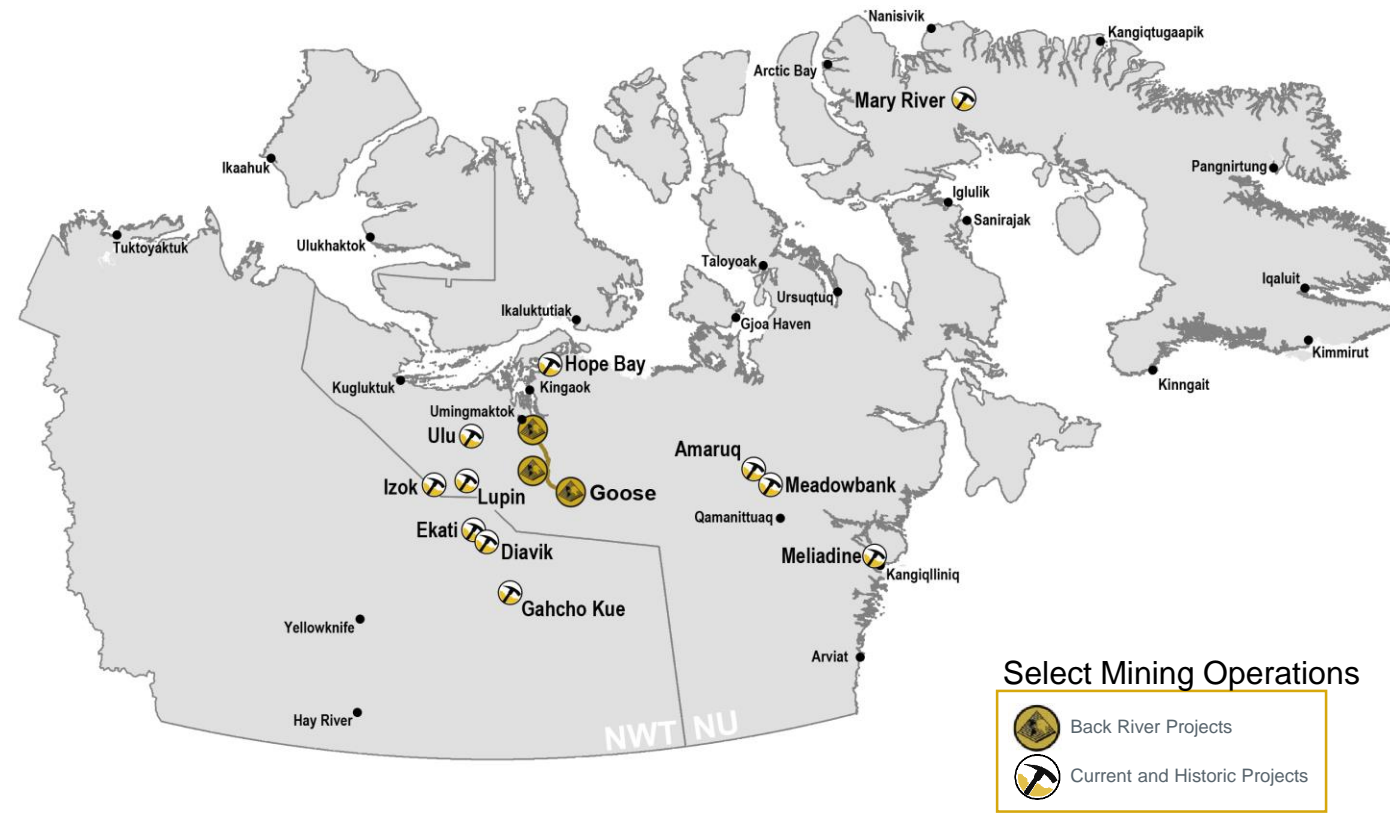 Nanisivik
Kangiqtugaapik
Arctic Bay
Mary River
Ikaahuk
Pangnirtung
Iglulik
Sanirajak
Tuktoyaktuk
Ulukhaktok
Taloyoak
Ursuqtuq
Iqaluit
Ikaluktutiak
Gjoa Haven
Kimmirut
Hope Bay
Kugluktuk
Kingaok
Kinngait
Umingmaktok
Ulu
Amaruq
Izok
Lupin
Goose
Meadowbank
Qamanittuaq
Ekati
Diavik
Meliadine
Kangiqlliniq
Gahcho Kue
Yellowknife
Arviat
Hay River
NWT NU
Select Mining Operations
Back River Projects
Current and Historic Projects